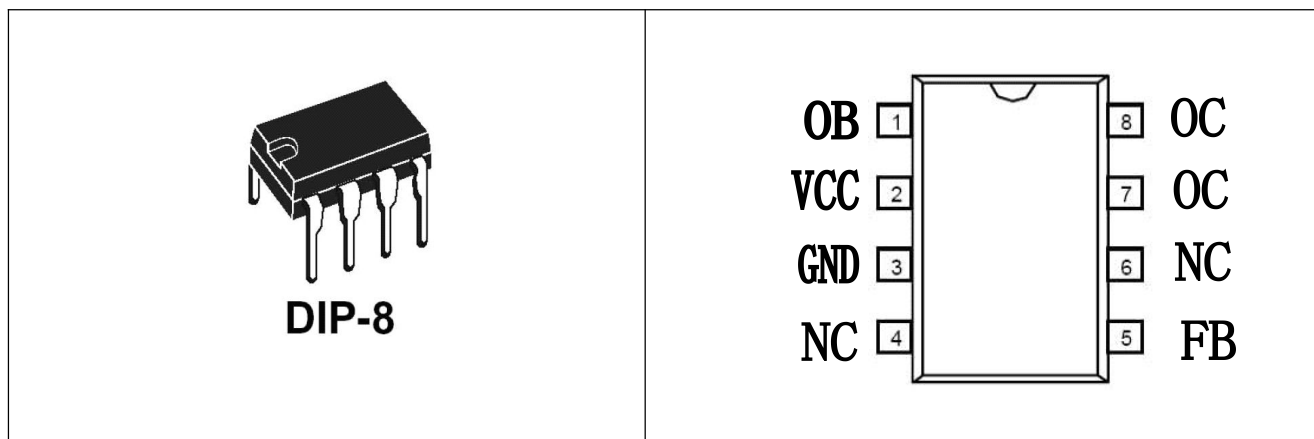 DIP-8
OB 1 8 OC
VCC 2 7 OC
GND 3 6 NC
NC 4 5 FB